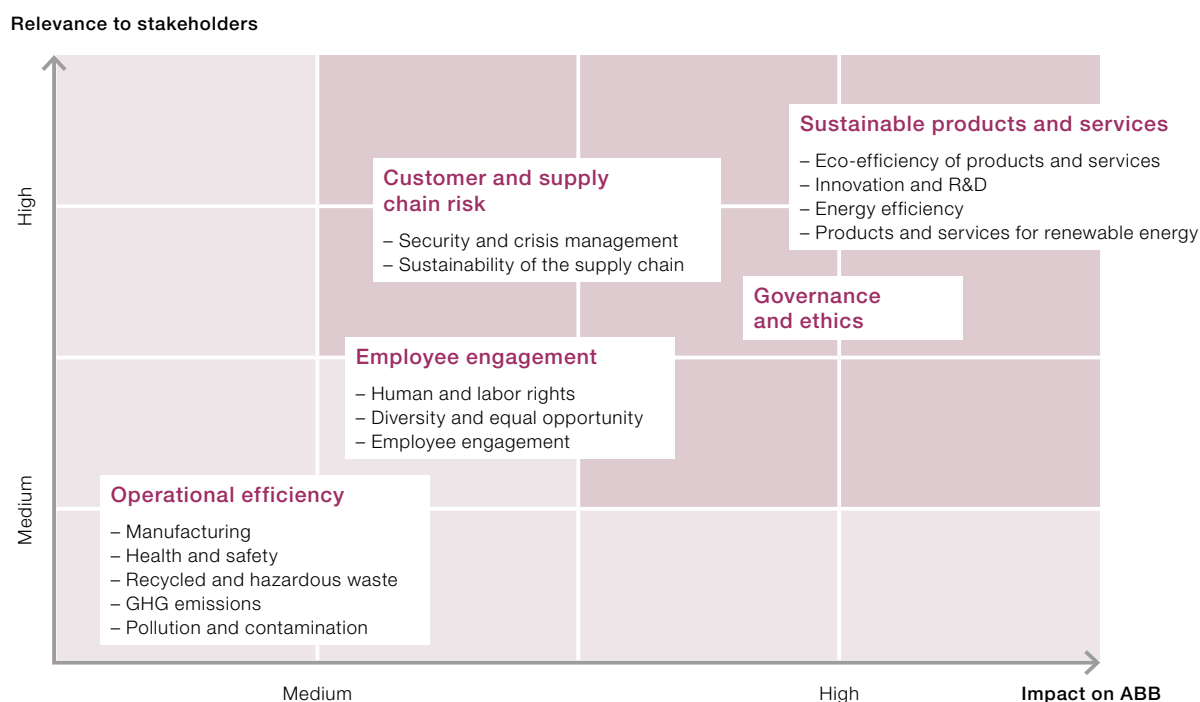 Relevance to stakeholders
High
Medium
Sustainable products and services
– Eco-efficiency of products and services
– Innovation and R&D
– Energy efficiency
– Products and services for renewable energy
Customer and supply
chain risk
– Security and crisis management
– Sustainability of the supply chain
Governance
and ethics
Employee engagement
– Human and labor rights
– Diversity and equal opportunity
– Employee engagement
Operational efficiency
– Manufacturing
– Health and safety
– Recycled and hazardous waste
– GHG emissions
– Pollution and contamination
Medium
High
Impact on ABB